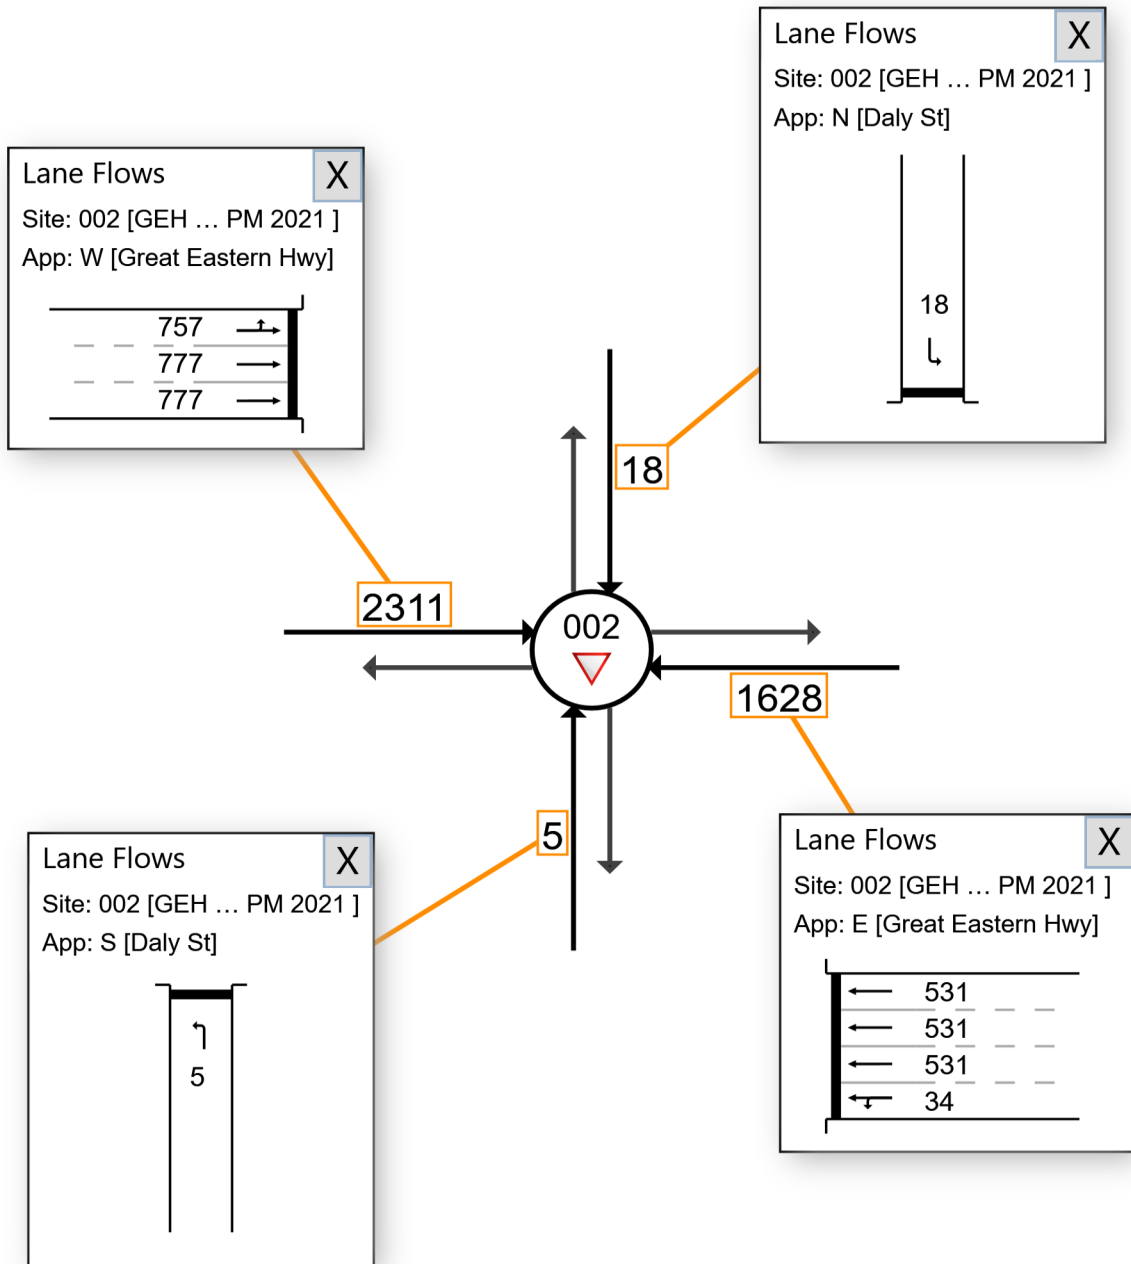 Lane Flows X
Site: 002 [GEH ... PM 2021 ]
App: N [Daly St]
18
Lane Flows X
Site: 002 [GEH ... PM 2021 ]
App: W [Great Eastern Hwy]
757
777
777
18
2311
002
1628
5
Lane Flows X
Site: 002 [GEH ... PM 2021 ]
App: S [Daly St]
5
Lane Flows X
Site: 002 [GEH ... PM 2021 ]
App: E [Great Eastern Hwy]
531
531
531
34